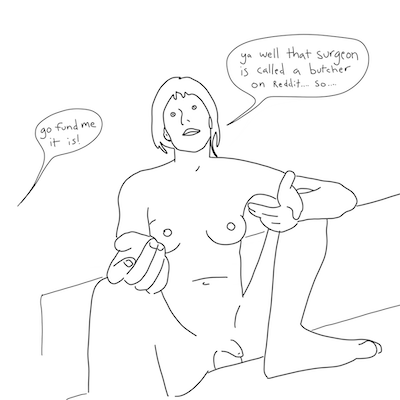 ya well that surgeon
is called a butcher
on Reddit.... So....
go fund me
it is!